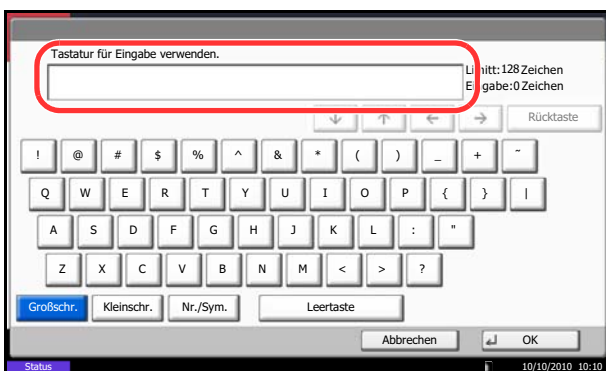 Tastatur für Eingabe verwenden.
Limitt:128 Zeichen
Eingabe:0 Zeichen
↓ ↑ ← → Rücktaste
! @ # $ % ^ & * ( ) _ + ~
Q W E R T Y U I O P { } |
A S D F G H J K L : "
Z X C V B N M < > ?
Großschr. Kleinschr. Nr./Sym. Leertaste
Abbrechen OK
Status 10/10/2010 10:10